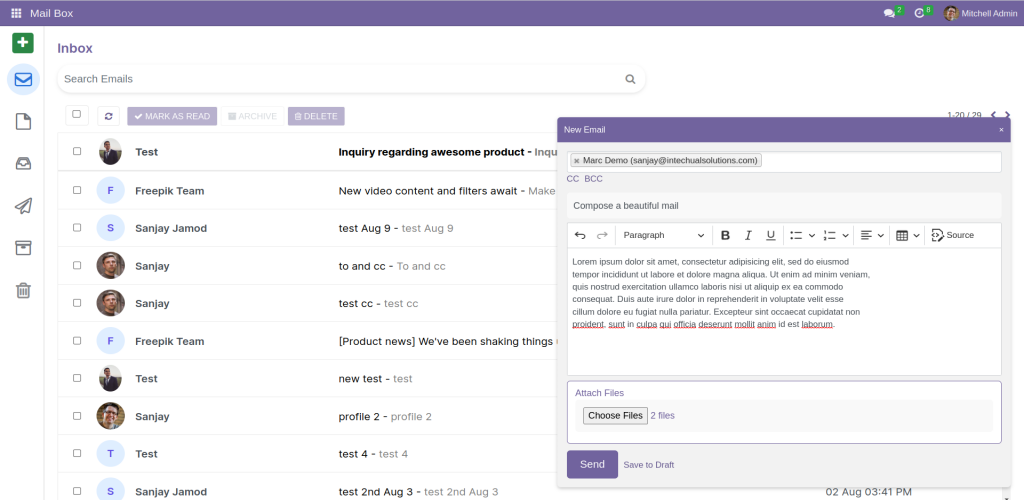 Mail Box
2
8
Mitchell Admin
Inbox
Search Emails
MARK AS READ
ARCHIVE
DELETE
1-20 / 29
Test
Inquiry regarding awesome product - Inqu
F
Freepik Team
New video content and filters await - Make
S
Sanjay Jamod
test Aug 9 - test Aug 9
Sanjay
to and cc - To and cc
Sanjay
test cc - test cc
F
Freepik Team
[Product news] We've been shaking things
Test
new test - test
Sanjay
profile 2 - profile 2
T
Test
test 4 - test 4
S
Sanjay Jamod
test 2nd Aug 3 - test 2nd Aug 3
02 Aug 03:41 PM
New Email
×
× Marc Demo (sanjay@intechualsolutions.com)
CC BCC
Compose a beautiful mail
Paragraph
B I U
Source
Lorem ipsum dolor sit amet, consectetur adipisicing elit, sed do eiusmod
tempor incididunt ut labore et dolore magna aliqua. Ut enim ad minim veniam,
quis nostrud exercitation ullamco laboris nisi ut aliquip ex ea commodo
consequat. Duis aute irure dolor in reprehenderit in voluptate velit esse
cillum dolore eu fugiat nulla pariatur. Excepteur sint occaecat cupidatat non
proident, sunt in culpa qui officia deserunt mollit anim id est laborum.
Attach Files
Choose Files 2 files
Send
Save to Draft